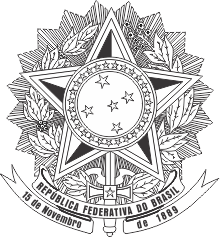 REPÚBLICA FEDERATIVA DO BRASIL
15 de Novembro de 1889